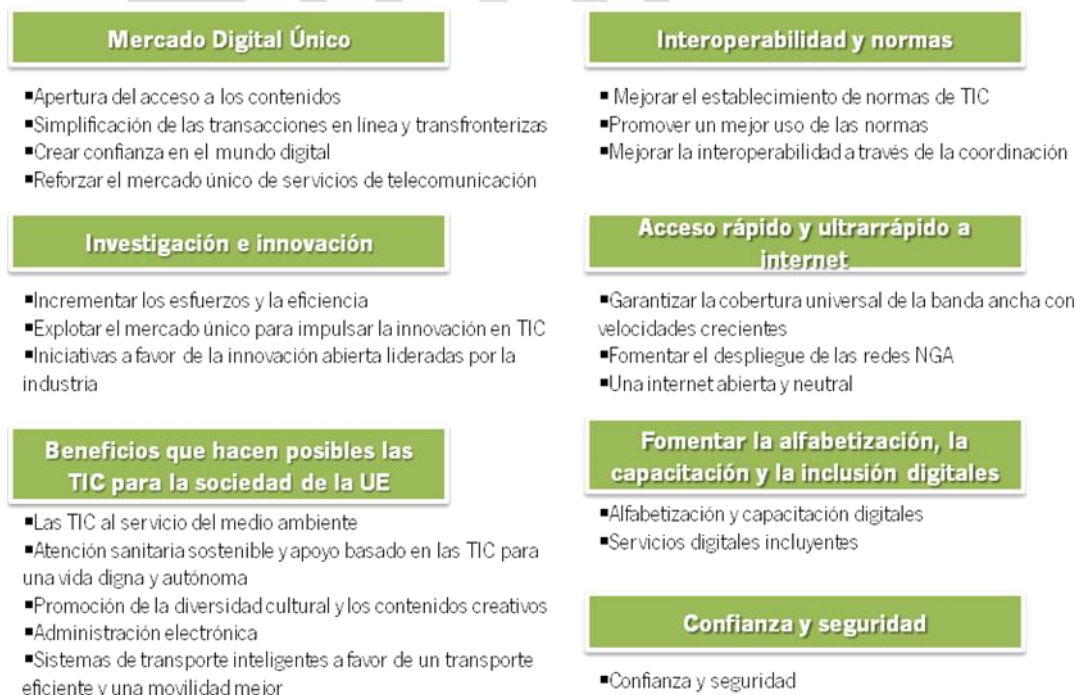 Mercado Digital Único
▪Apertura del acceso a los contenidos
▪Simplificación de las transacciones en línea y transfronterizas
▪Crear confianza en el mundo digital
▪Reforzar el mercado único de servicios de telecomunicación
Investigación e innovación
▪Incrementar los esfuerzos y la eficiencia
▪Explotar el mercado único para impulsar la innovación en TIC
▪Iniciativas a favor de la innovación abierta lideradas por la
industria
Beneficios que hacen posibles las
TIC para la sociedad de la UE
▪Las TIC al servicio del medio ambiente
▪Atención sanitaria sostenible y apoyo basado en las TIC para
una vida digna y autónoma
▪Promoción de la diversidad cultural y los contenidos creativos
▪Administración electrónica
▪Sistemas de transporte inteligentes a favor de un transporte
eficiente y una movilidad mejor
Interoperabilidad y normas
▪ Mejorar el establecimiento de normas de TIC
▪Promover un mejor uso de las normas
▪Mejorar la interoperabilidad a través de la coordinación
Acceso rápido y ultrarrápido a
internet
▪Garantizar la cobertura universal de la banda ancha con
velocidades crecientes
▪Fomentar el despliegue de las redes NGA
▪Una internet abierta y neutral
Fomentar la alfabetización, la
capacitación y la inclusión digitales
▪Alfabetización y capacitación digitales
▪Servicios digitales incluyentes
Confianza y seguridad
▪Confianza y seguridad